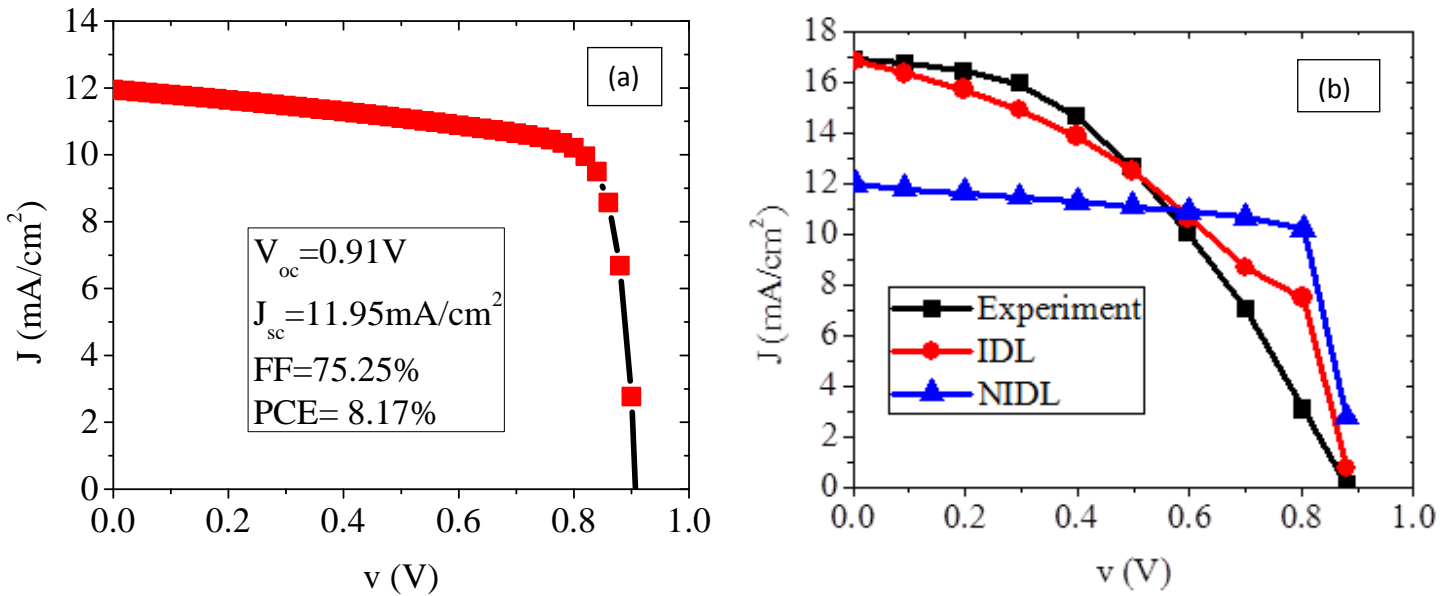 14
12
10
8
6
4
2
0
J (mA/cm²)
(a)
V_oc=0.91V
J_sc=11.95mA/cm²
FF=75.25%
PCE= 8.17%
0.0 0.2 0.4 0.6 0.8 1.0
v (V)
18
16
14
12
10
8
6
4
2
0
J (mA/cm²)
(b)
Experiment
IDL
NIDL
0.0 0.2 0.4 0.6 0.8 1.0
v (V)